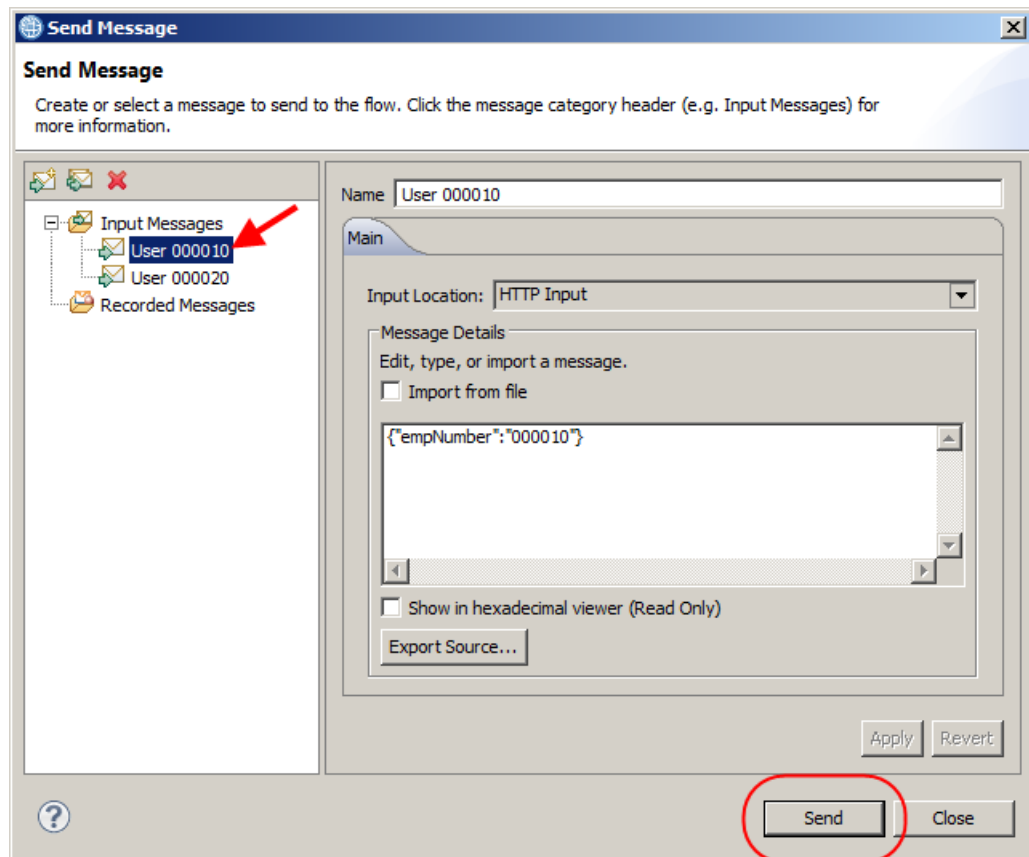 Send Message
Send Message
Create or select a message to send to the flow. Click the message category header (e.g. Input Messages) for
more information.
Input Messages
User 000010
User 000020
Recorded Messages
Name User 000010
Main
Input Location: HTTP Input
Message Details
Edit, type, or import a message.
Import from file
{"empNumber":"000010"}
Show in hexadecimal viewer (Read Only)
Export Source...
Apply Revert
? Send Close